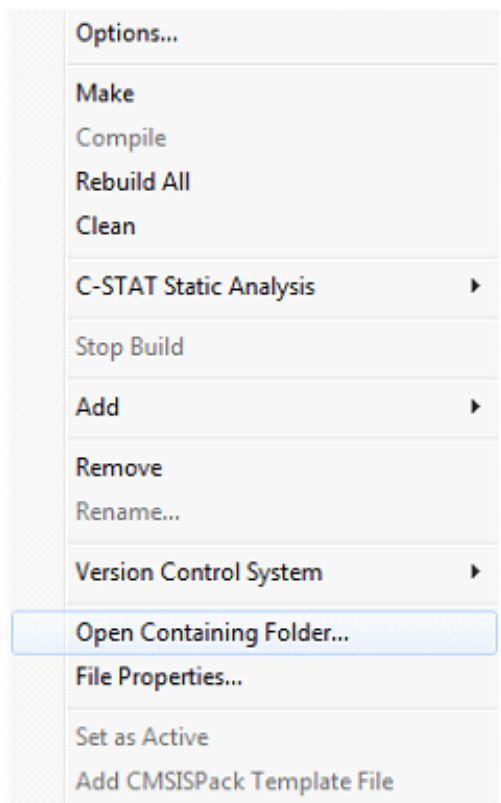 Options...
Make
Compile
Rebuild All
Clean
C-STAT Static Analysis
Stop Build
Add
Remove
Rename...
Version Control System
Open Containing Folder...
File Properties...
Set as Active
Add CMSISPack Template File